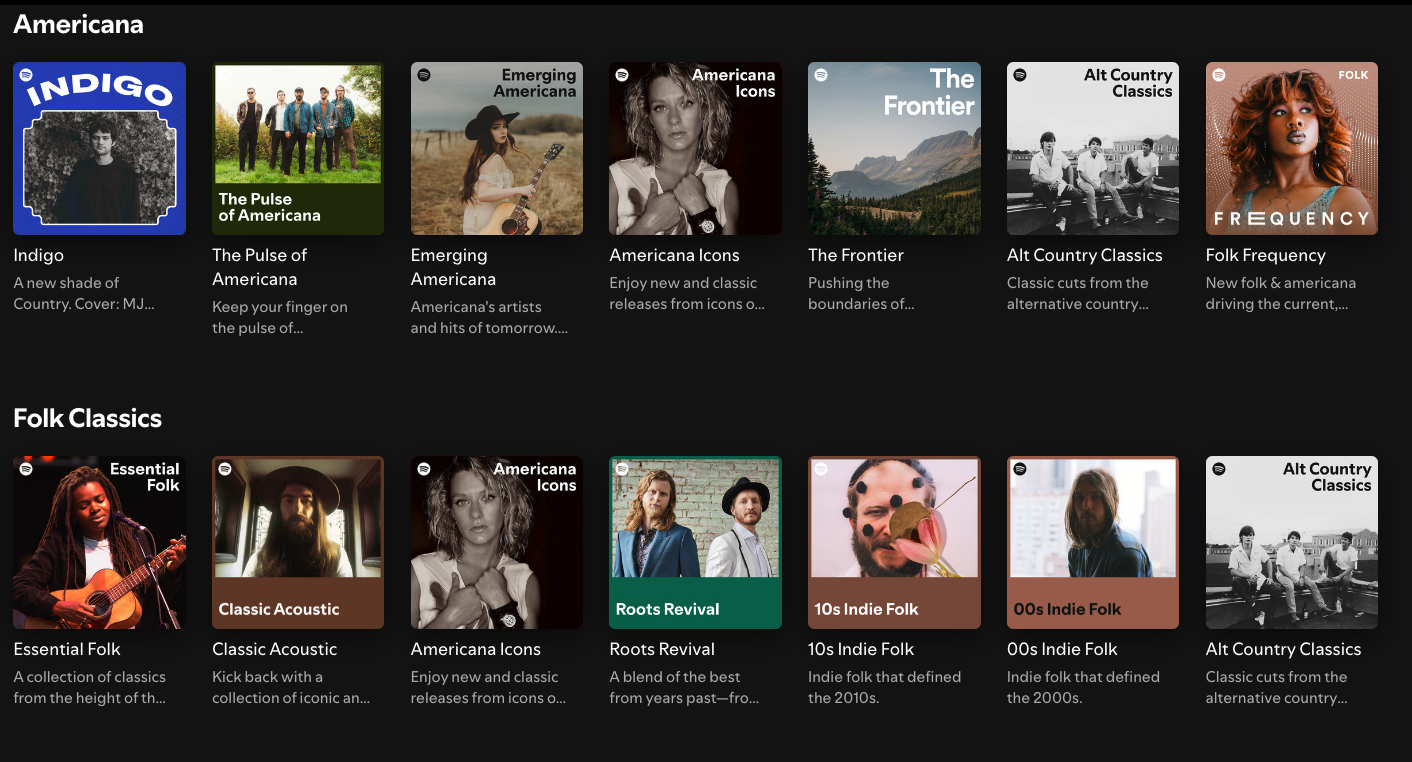 Americana
INDIGO
The Pulse
of Americana
Emerging
Americana
Americana
Icons
The
Frontier
Alt Country
Classics
FOLK
FREQUENCY
Indigo
A new shade of
Country. Cover: MJ...
The Pulse of
Americana
Keep your finger on
the pulse of...
Emerging
Americana
Americana's artists
and hits of tomorrow....
Americana Icons
Enjoy new and classic
releases from icons o...
The Frontier
Pushing the
boundaries of...
Alt Country Classics
Classic cuts from the
alternative country...
Folk Frequency
New folk & americana
driving the current,...
Folk Classics
Essential
Folk
Classic Acoustic
Americana
Icons
Roots Revival
10s Indie Folk
00s Indie Folk
Alt Country
Classics
Essential Folk
A collection of classics
from the height of th...
Classic Acoustic
Kick back with a
collection of iconic an...
Americana Icons
Enjoy new and classic
releases from icons o...
Roots Revival
A blend of the best
from years past—fro...
10s Indie Folk
Indie folk that defined
the 2010s.
00s Indie Folk
Indie folk that defined
the 2000s.
Alt Country Classics
Classic cuts from the
alternative country...